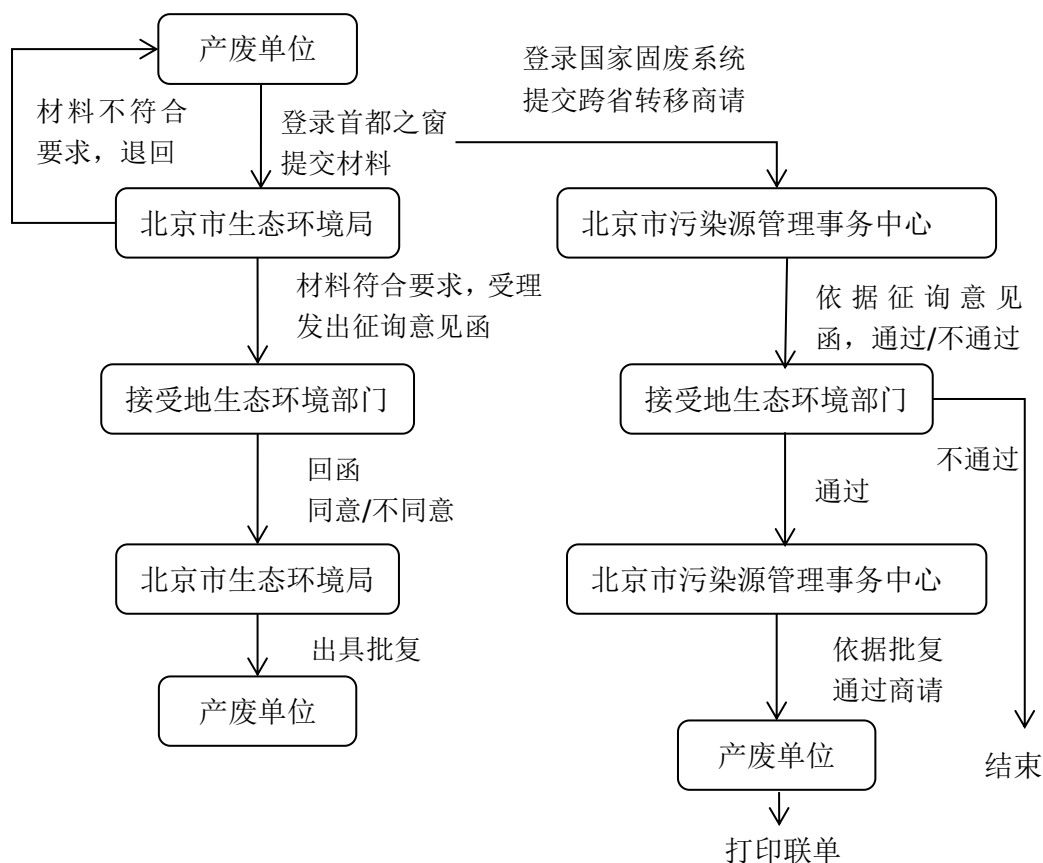 产废单位
登录国家固废系统
提交跨省转移商请
材料不符合
要求，退回
登录首都之窗
提交材料
北京市生态环境局
北京市污染源管理事务中心
材料符合要求，受理
发出征询意见函
依据征询意见
函，通过/不通过
接受地生态环境部门
接受地生态环境部门
回函
同意/不同意
通过
不通过
北京市生态环境局
北京市污染源管理事务中心
出具批复
依据批复
通过商请
产废单位
产废单位
结束
打印联单